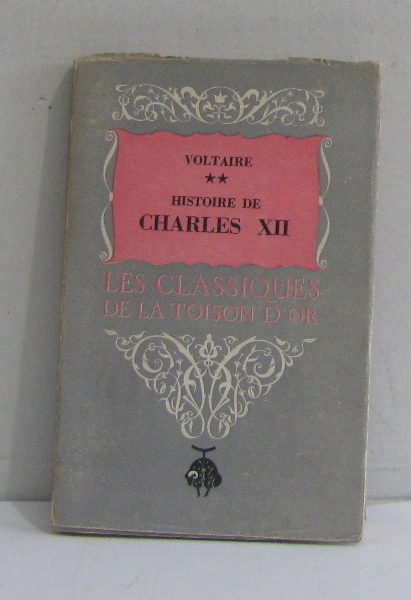 VOLTAIRE
★★
HISTOIRE DE
CHARLES XII
LES CLASSIQUES
DE LA TOISON D'OR